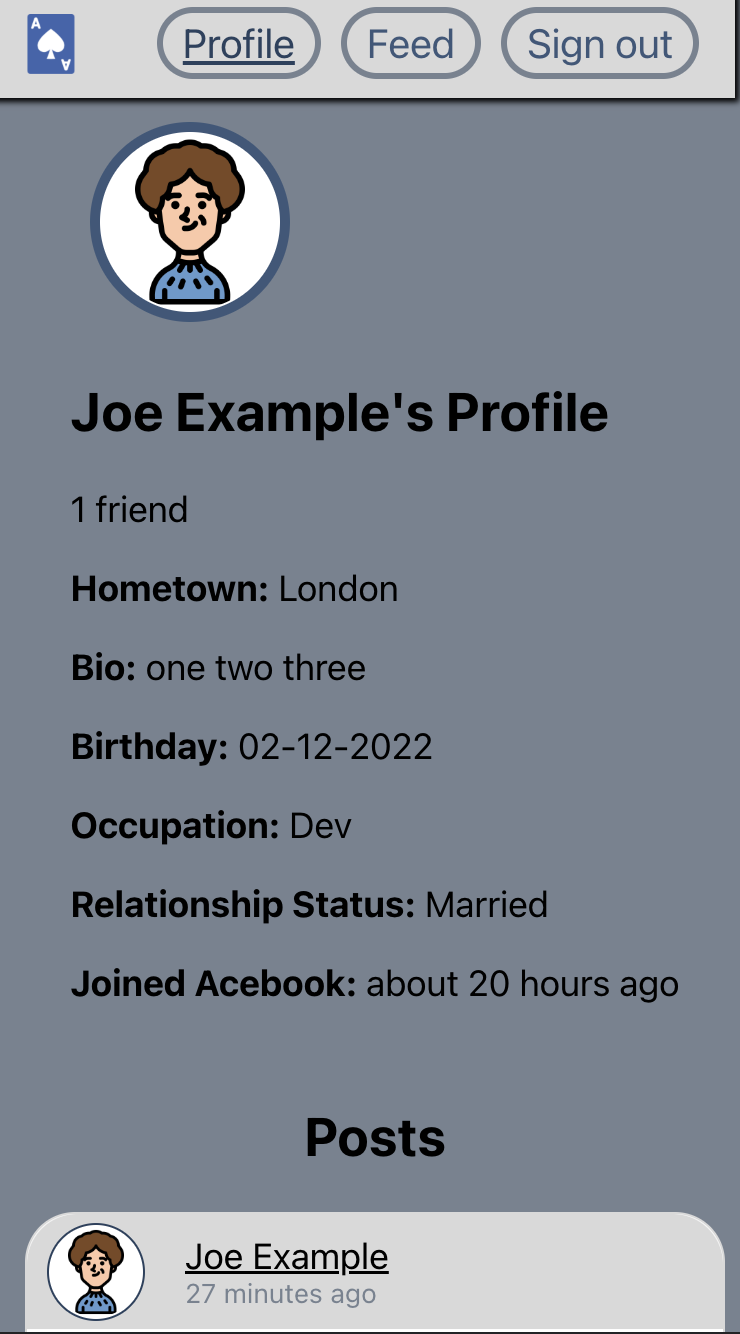 A
A
Profile Feed Sign out
Joe Example's Profile
1 friend
Hometown: London
Bio: one two three
Birthday: 02-12-2022
Occupation: Dev
Relationship Status: Married
Joined Acebook: about 20 hours ago
Posts
Joe Example
27 minutes ago